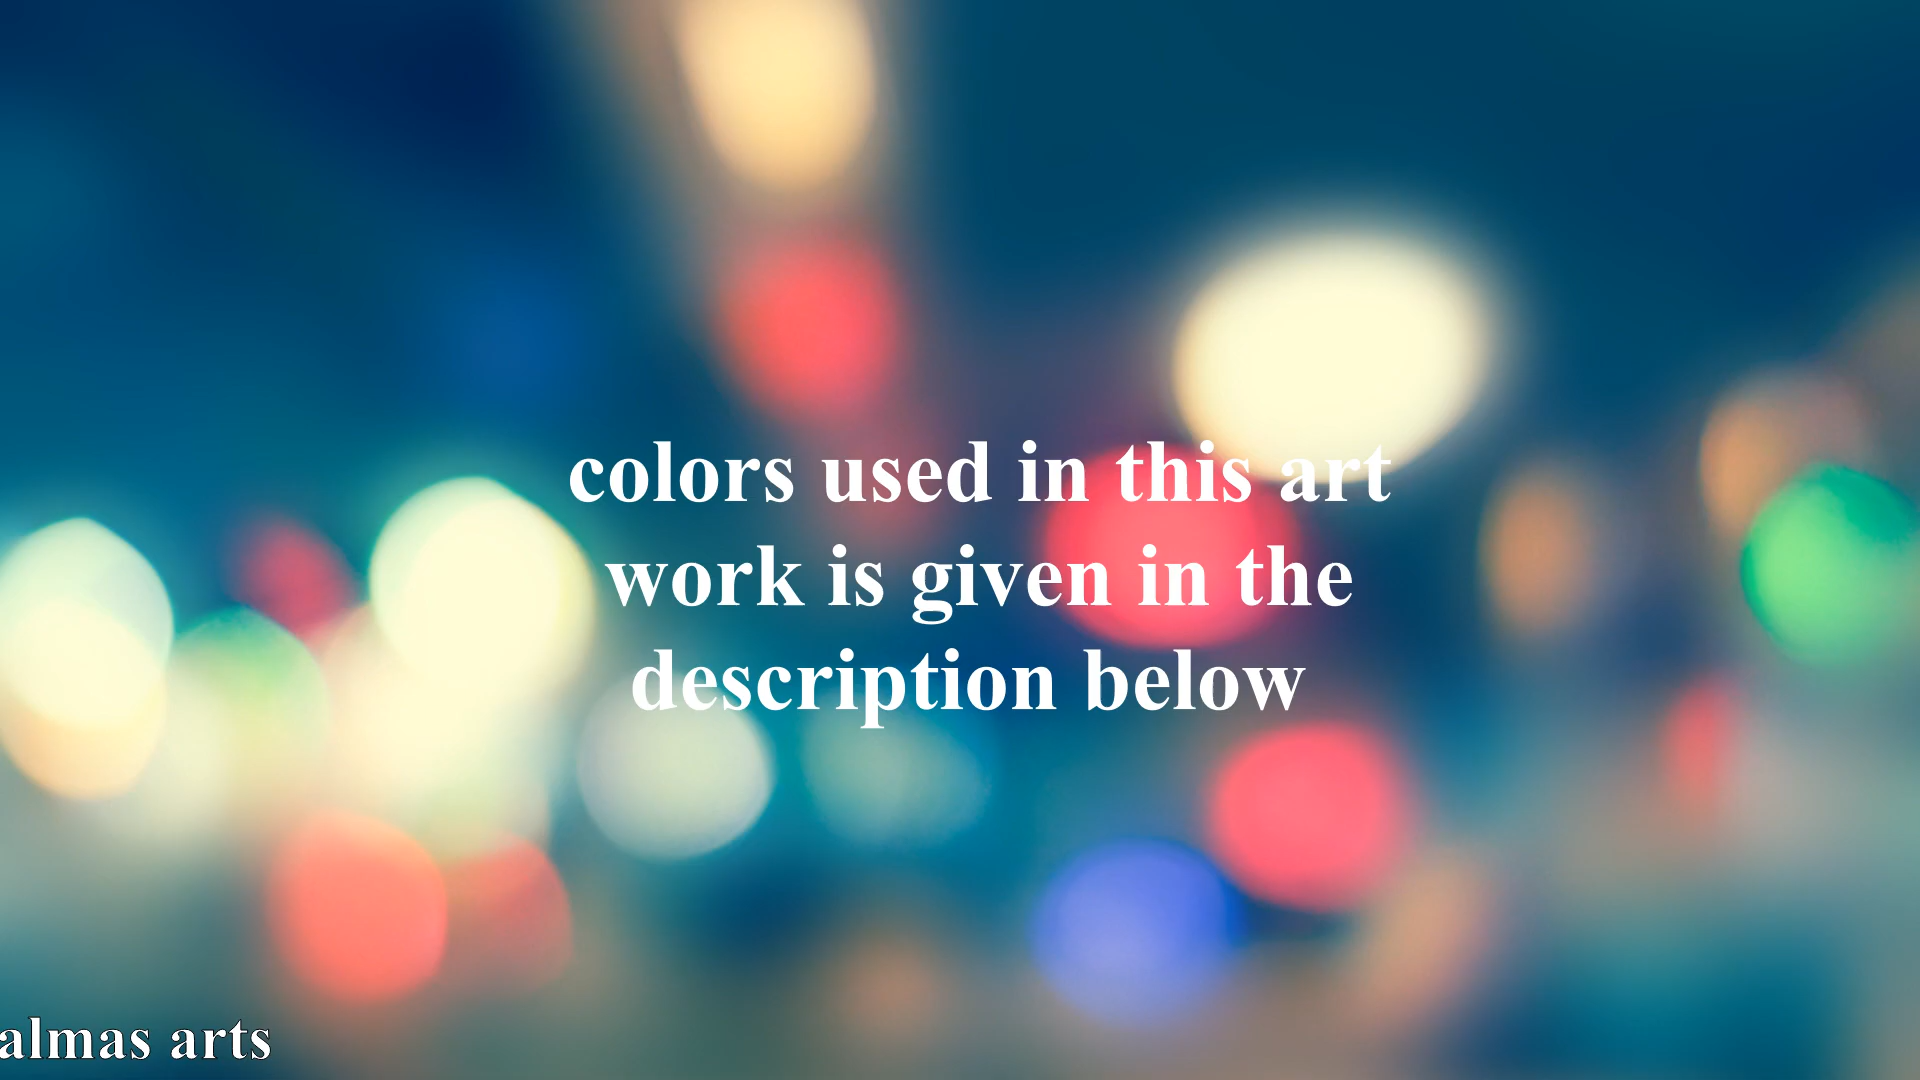 colors used in this art
work is given in the
description below
almas arts